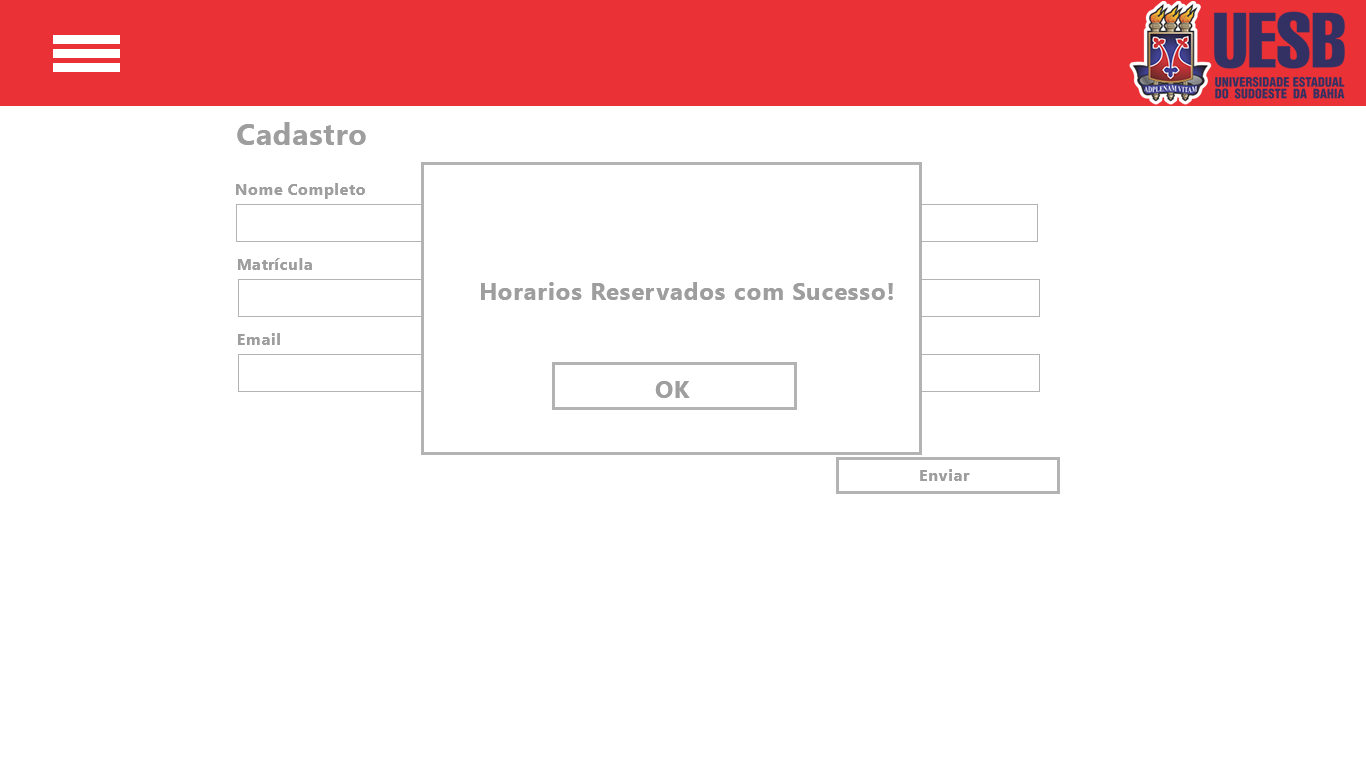 UESB
UNIVERSIDADE ESTADUAL
DO SUDOESTE DA BAHIA
ADPLENAM VITAM
Cadastro
Nome Completo
Matrícula
Email
Horarios Reservados com Sucesso!
OK
Enviar